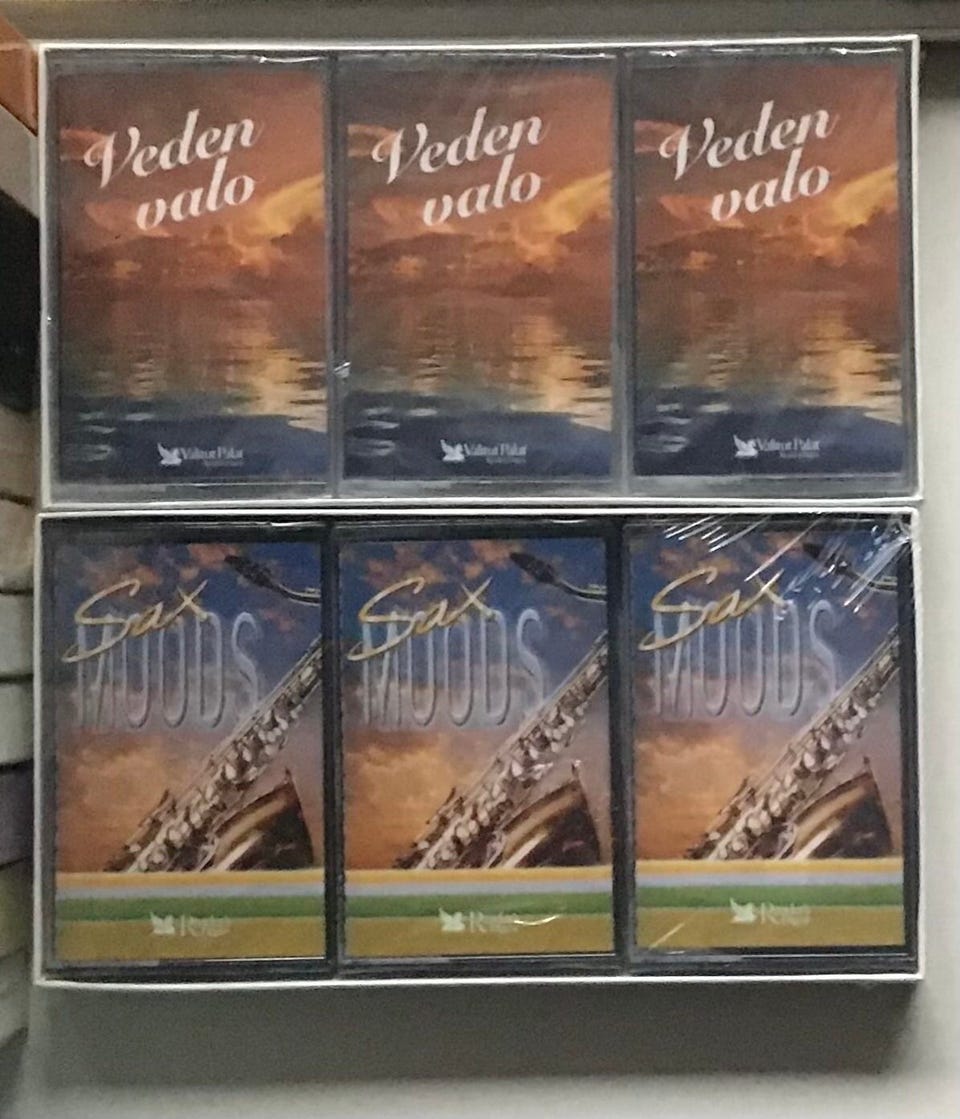 Veden
valo
Valitut Palat
Veden
valo
Valitut Palat
Veden
valo
Valitut Palat
Sax
MOODS
Sax
MOODS
Sax
MOODS